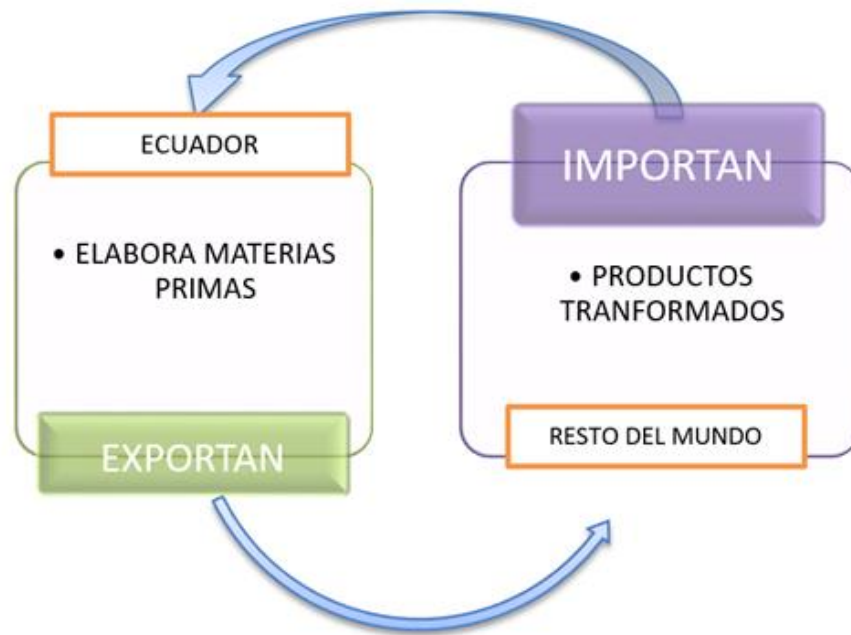 ECUADOR
• ELABORA MATERIAS
PRIMAS
EXPORTAN
IMPORTAN
• PRODUCTOS
TRANFORMADOS
RESTO DEL MUNDO